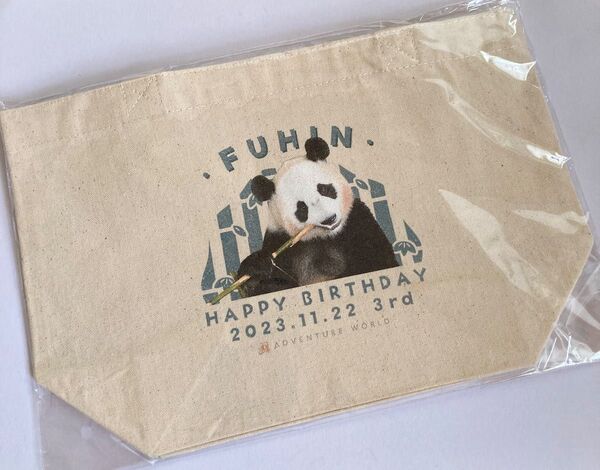 · FUHIN ·
HAPPY BIRTHDAY
2023.11.22 3rd
ADVENTURE WORLD